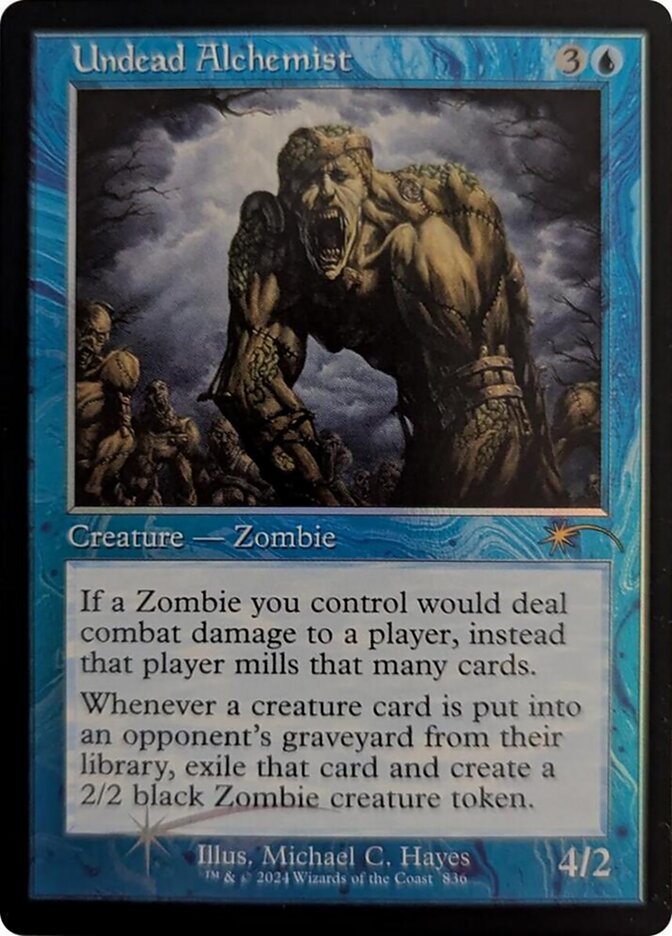 Undead Alchemist 3
Creature — Zombie
If a Zombie you control would deal
combat damage to a player, instead
that player mills that many cards.
Whenever a creature card is put into
an opponent's graveyard from their
library, exile that card and create a
2/2 black Zombie creature token.
Illus. Michael C. Hayes
™ & © 2024 Wizards of the Coast 836
4/2